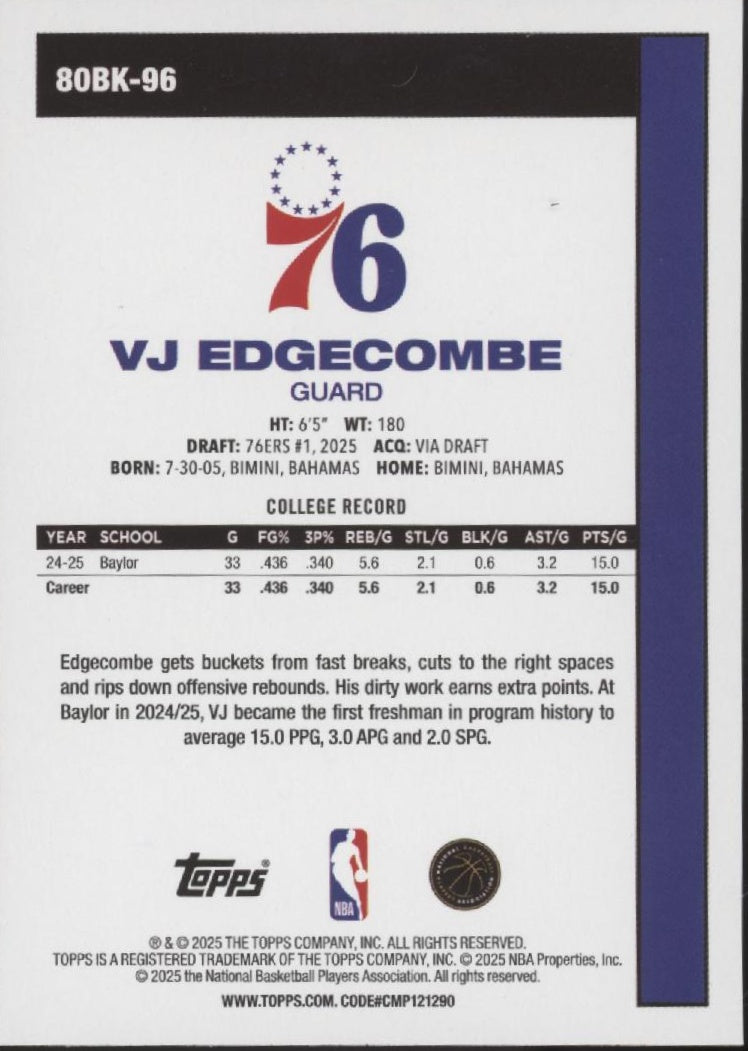 80BK-96
76
VJ EDGECOMBE
GUARD
HT: 6'5" WT: 180
DRAFT: 76ERS #1, 2025 ACQ: VIA DRAFT
BORN: 7-30-05, BIMINI, BAHAMAS HOME: BIMINI, BAHAMAS
COLLEGE RECORD
YEAR SCHOOL G FG% 3P% REB/G STL/G BLK/G AST/G PTS/G
24-25 Baylor 33 .436 .340 5.6 2.1 0.6 3.2 15.0
Career 33 .436 .340 5.6 2.1 0.6 3.2 15.0
Edgecombe gets buckets from fast breaks, cuts to the right spaces
and rips down offensive rebounds. His dirty work earns extra points. At
Baylor in 2024/25, VJ became the first freshman in program history to
average 15.0 PPG, 3.0 APG and 2.0 SPG.
Topps®
NBA
NATIONAL BASKETBALL PLAYERS ASSOCIATION
® & © 2025 THE TOPPS COMPANY, INC. ALL RIGHTS RESERVED.
TOPPS IS A REGISTERED TRADEMARK OF THE TOPPS COMPANY, INC. © 2025 NBA Properties, Inc.
© 2025 the National Basketball Players Association. All rights reserved.
WWW.TOPPS.COM. CODE#CMP121290